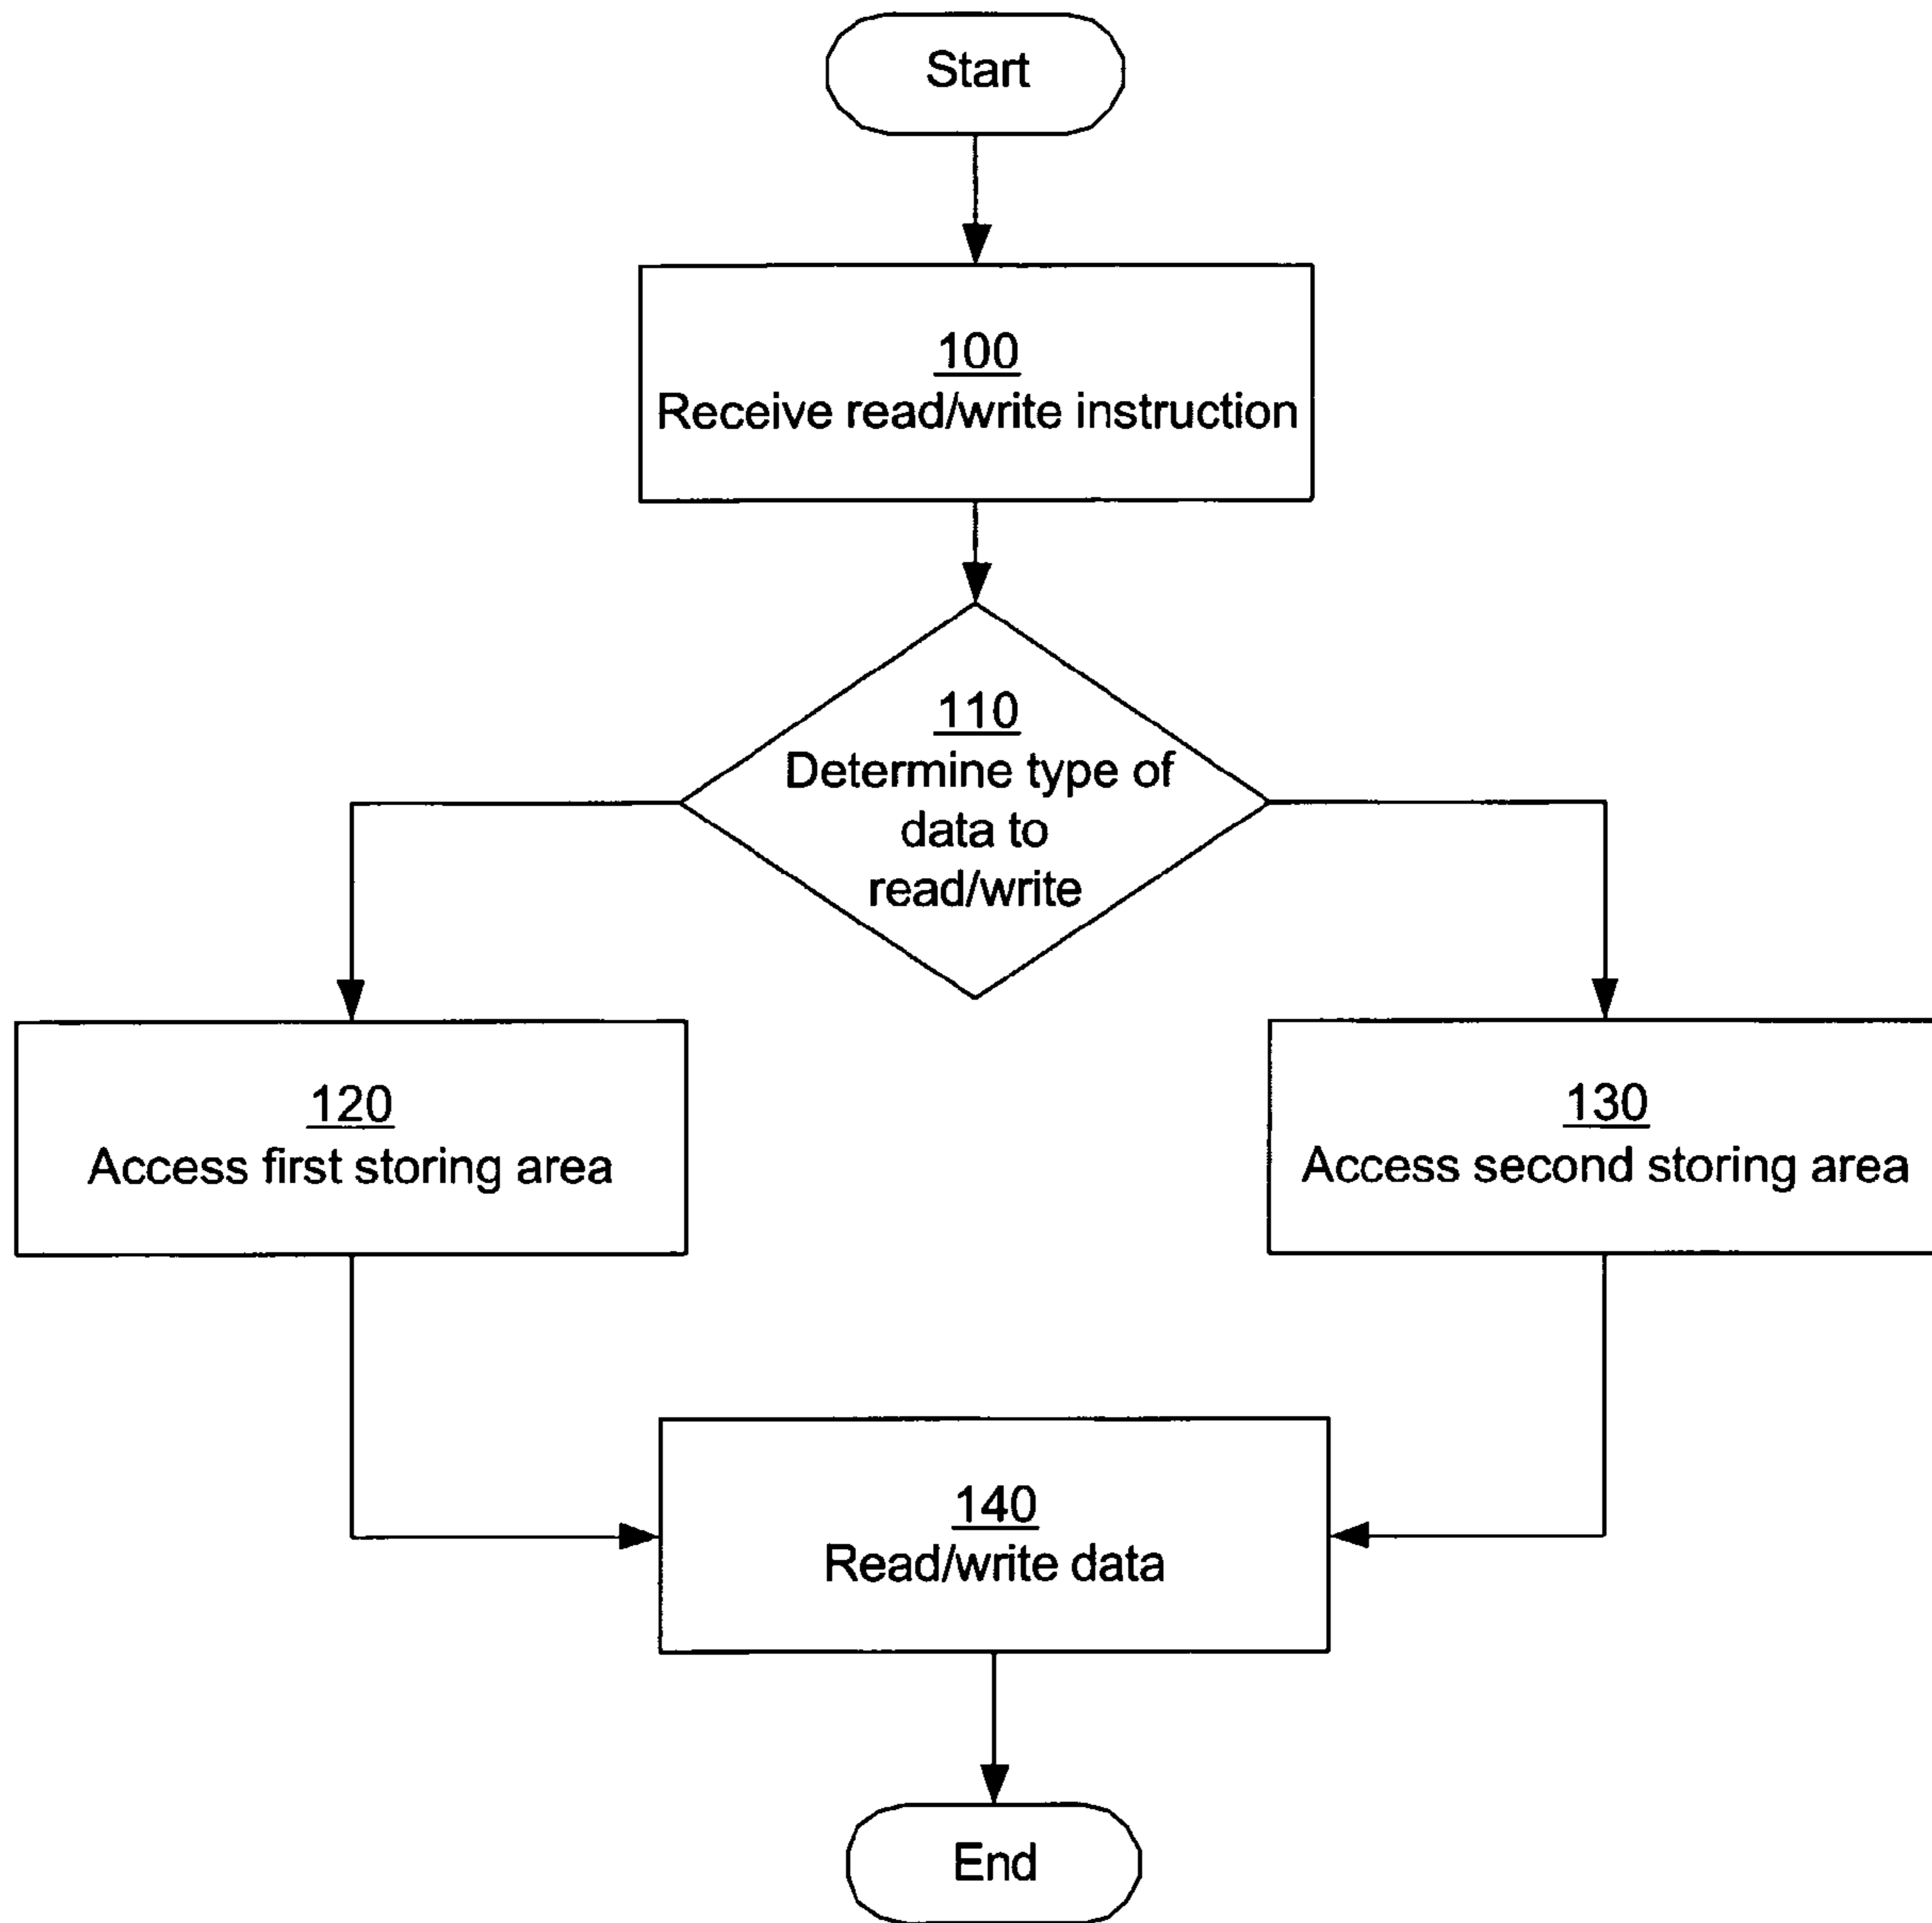 Start
100
Receive read/write instruction
110
Determine type of
data to
read/write
120
Access first storing area
130
Access second storing area
140
Read/write data
End